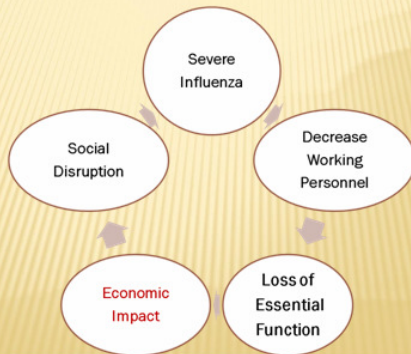 Severe
Influenza
Decrease
Working
Personnel
Loss of
Essential
Function
Economic
Impact
Social
Disruption